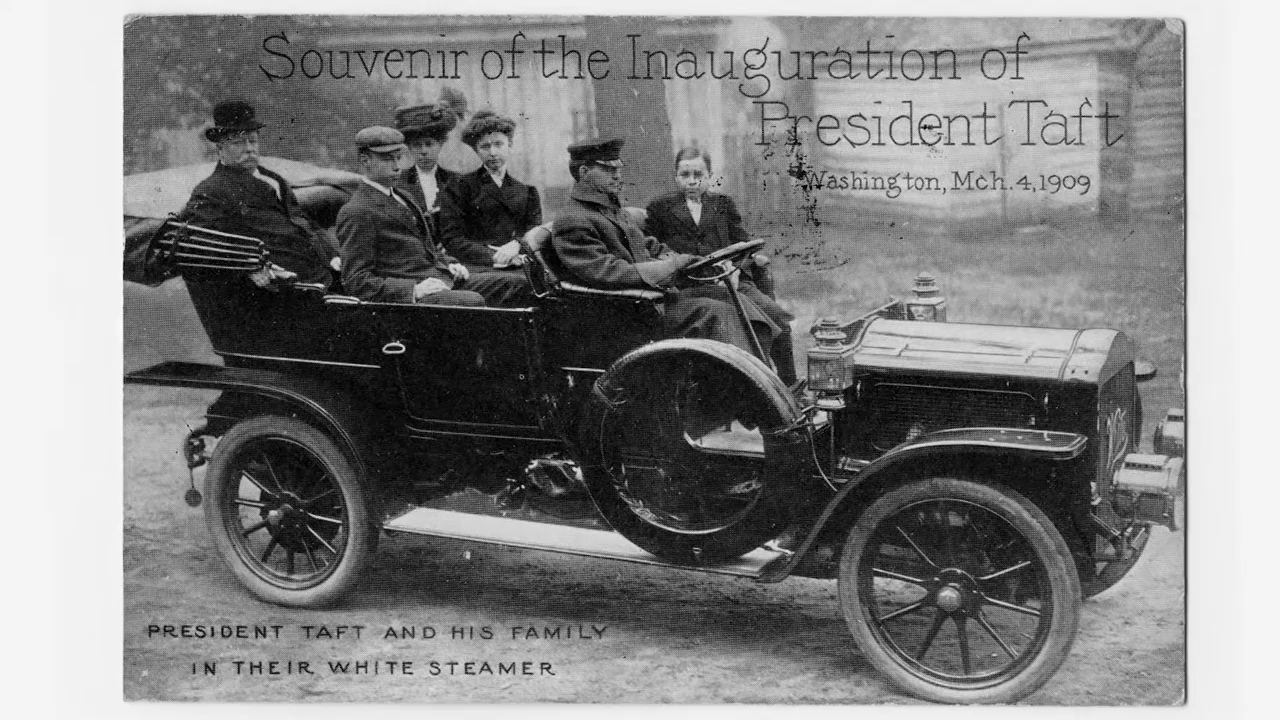 Souvenir of the Inauguration of
President Taft
Washington, Mch. 4, 1909
PRESIDENT TAFT AND HIS FAMILY
IN THEIR WHITE STEAMER